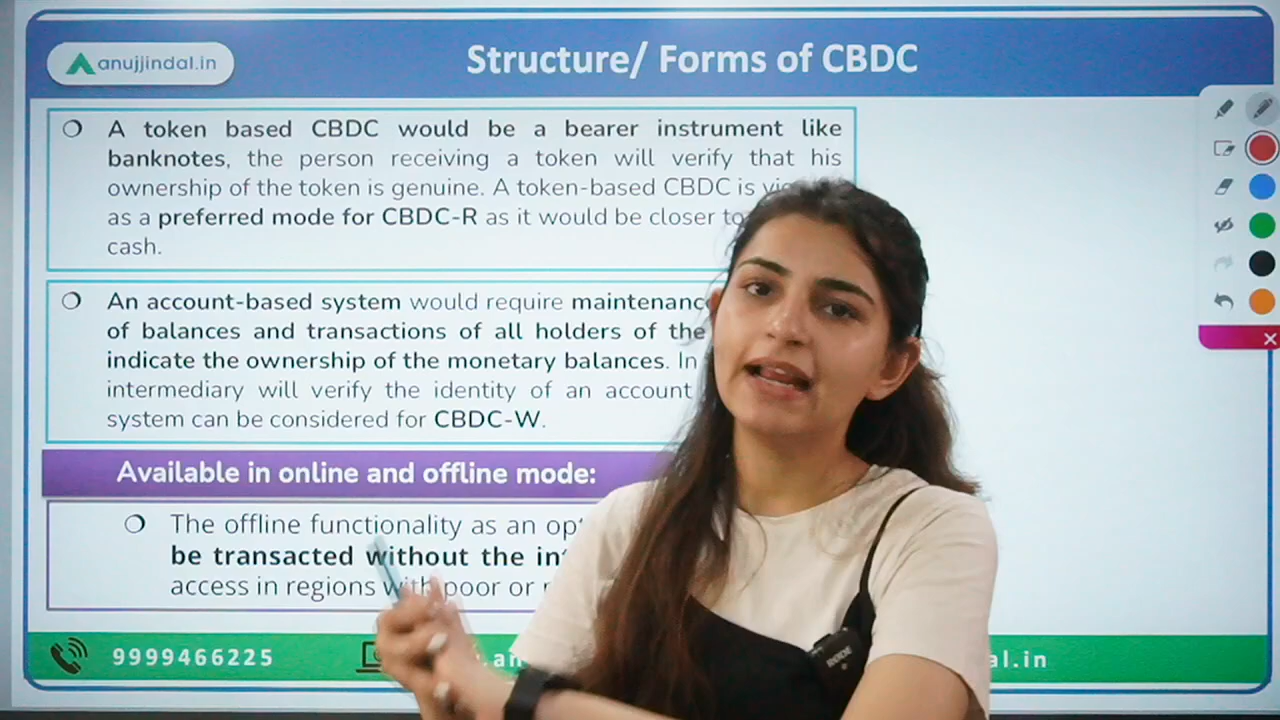 anujjindal.in
Structure/ Forms of CBDC
A token based CBDC would be a bearer instrument like
banknotes, the person receiving a token will verify that his
ownership of the token is genuine. A token-based CBDC is
as a preferred mode for CBDC-R as it would be closer to
cash.
An account-based system would require
of balances and transactions of all holders of the
indicate the ownership of the monetary balances. In
intermediary will verify the identity of an account
system can be considered for CBDC-W.
Available in online and offline mode:
The offline functionality as an
be transacted without the
access in regions with poor or
9999466225
RODE